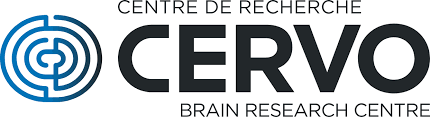 CENTRE DE RECHERCHE
CERVO
BRAIN RESEARCH CENTRE